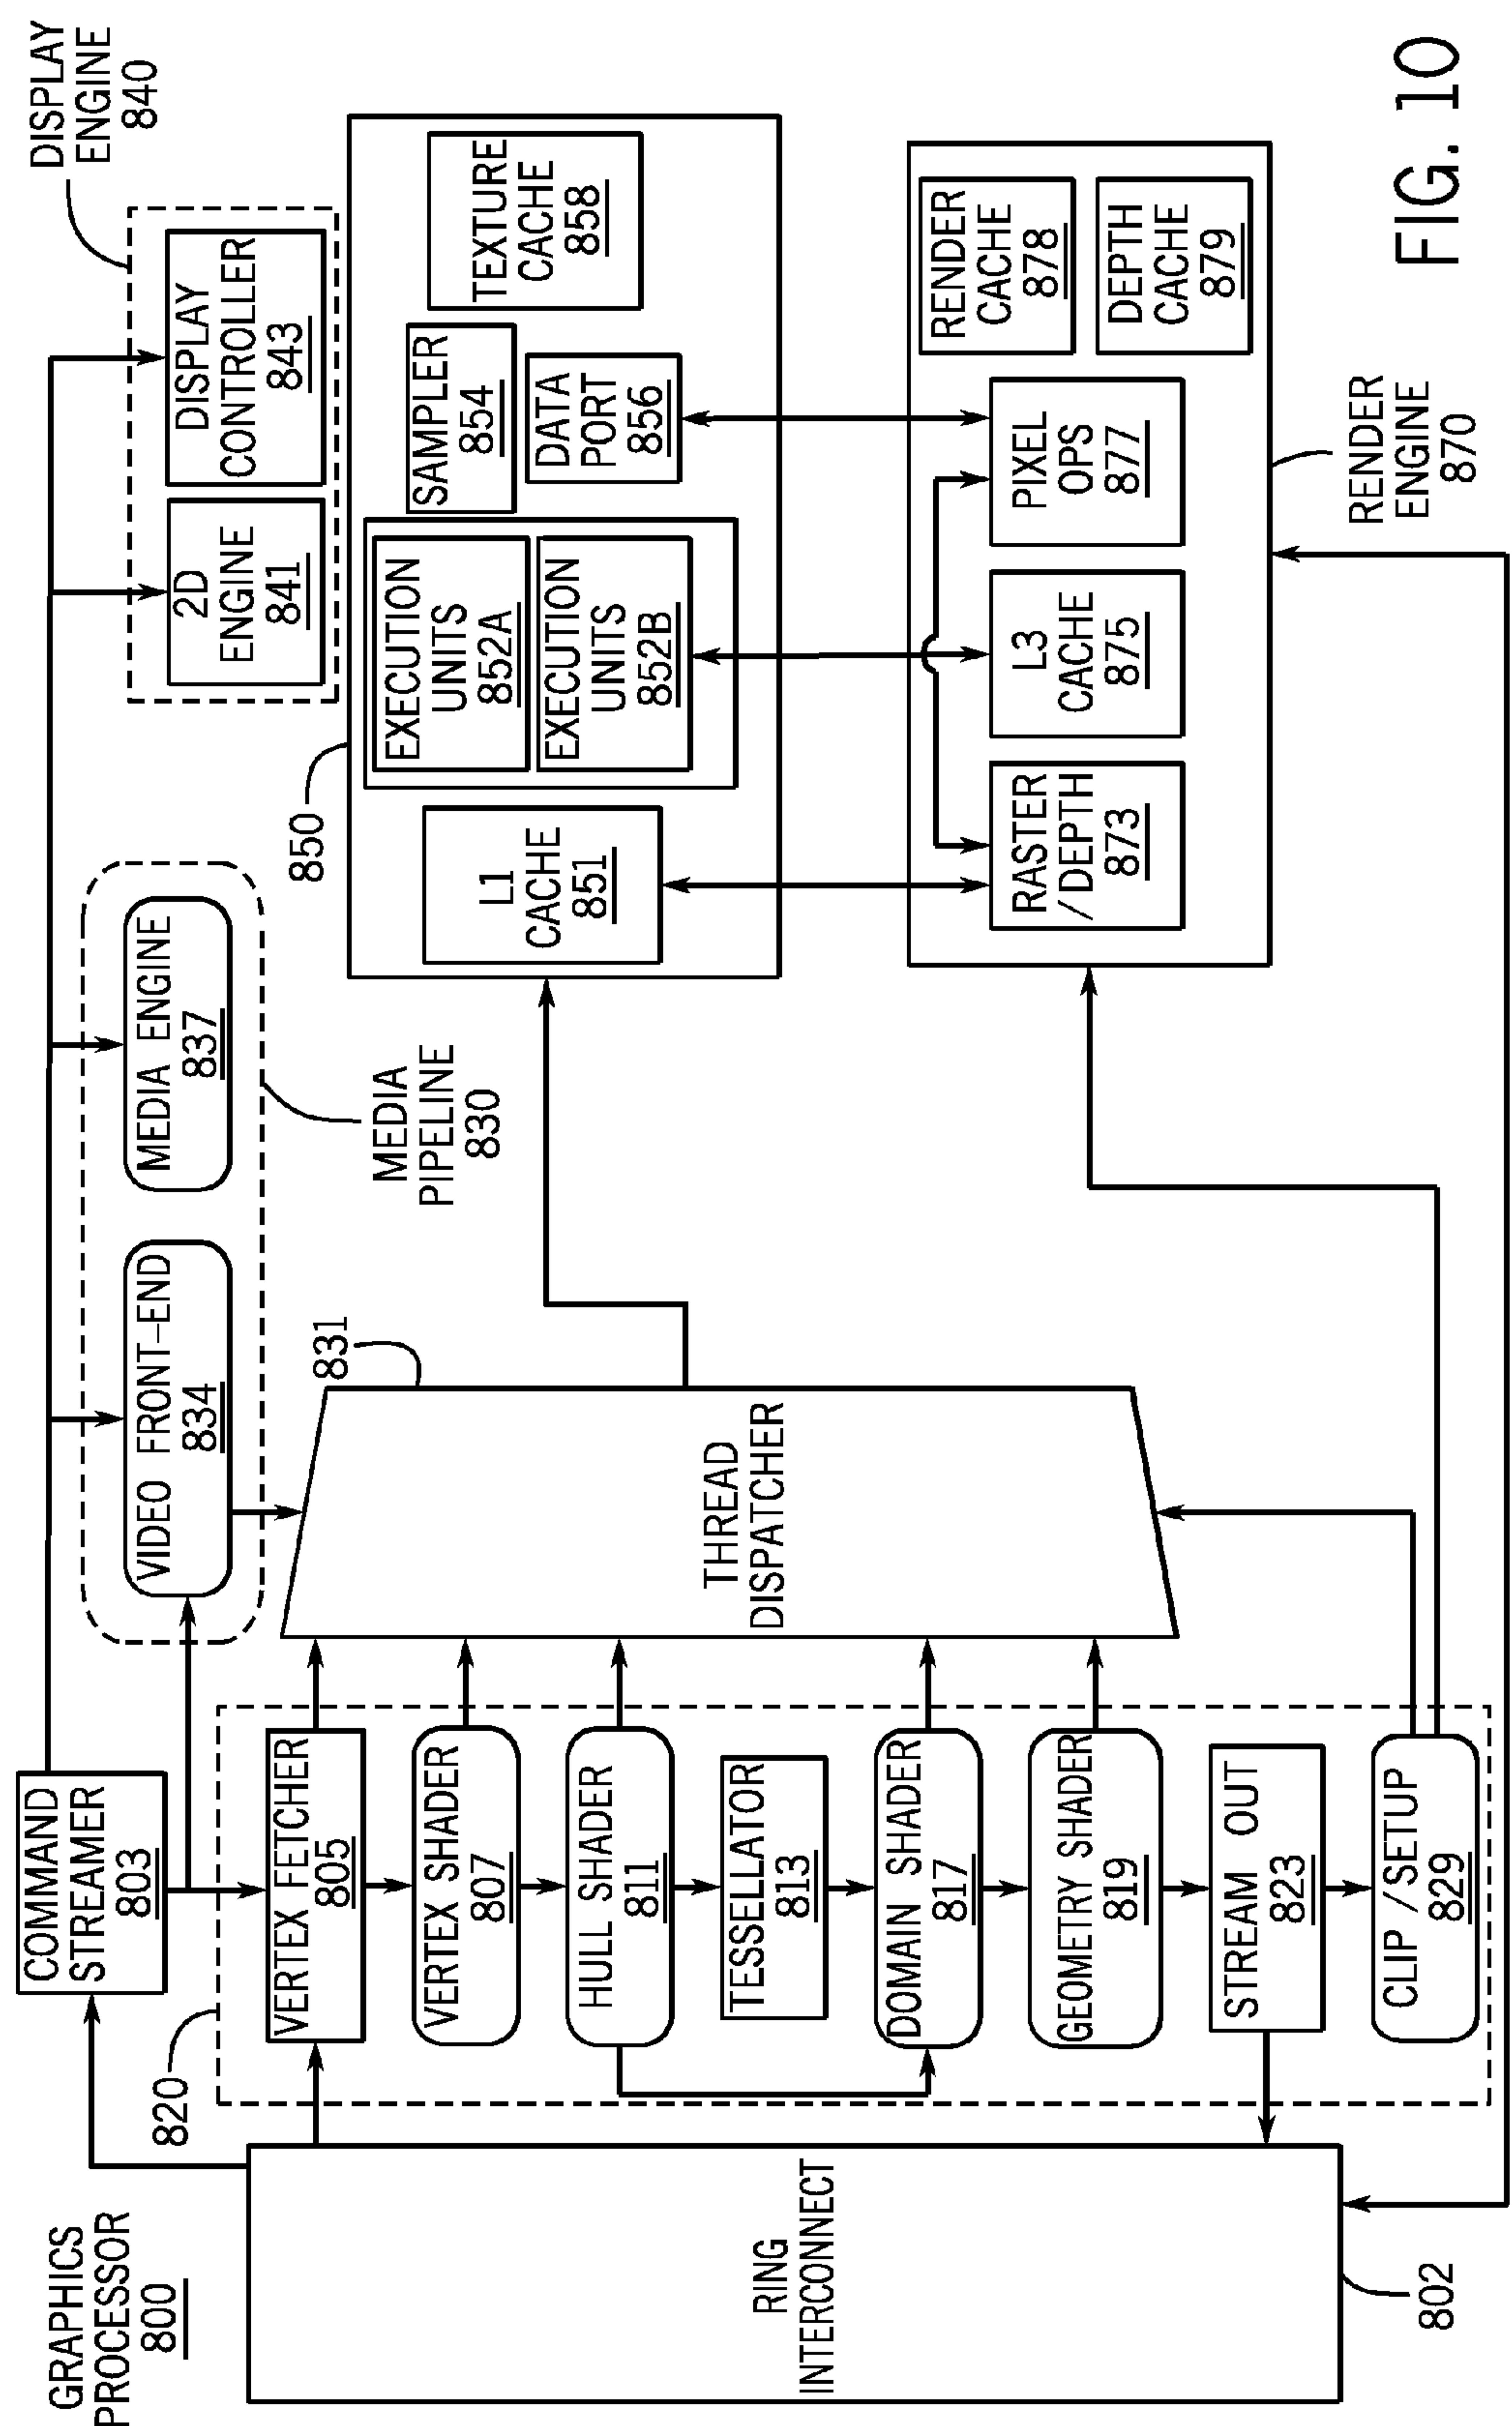 GRAPHICS
PROCESSOR
800
COMMAND
STREAMER
803
820
VERTEX FETCHER
805
VERTEX SHADER
807
HULL SHADER
811
TESSELLATOR
813
DOMAIN SHADER
817
GEOMETRY SHADER
819
STREAM OUT
823
CLIP/SETUP
829
RING
INTERCONNECT
802
VIDEO FRONT-END
834
MEDIA ENGINE
837
MEDIA
PIPELINE
830
THREAD
DISPATCHER
831
DISPLAY
ENGINE
840
2D
ENGINE
841
DISPLAY
CONTROLLER
843
850
L1
CACHE
851
EXECUTION
UNITS
852A
EXECUTION
UNITS
852B
SAMPLER
854
DATA
PORT
856
TEXTURE
CACHE
858
RASTER
/DEPTH
873
L3
CACHE
875
PIXEL
OPS
877
RENDER
CACHE
878
DEPTH
CACHE
879
RENDER
ENGINE
870
FIG. 10